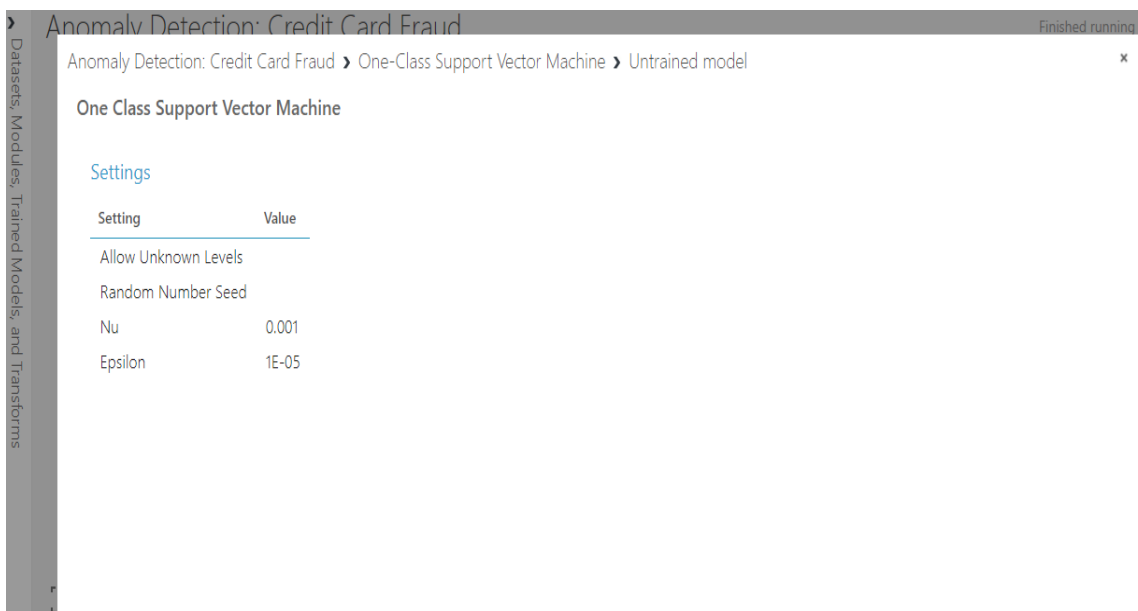 Anomaly Detection: Credit Card Fraud
Finished running
Datasets, Modules, Trained Models, and Transforms
Anomaly Detection: Credit Card Fraud ❯ One-Class Support Vector Machine ❯ Untrained model
One Class Support Vector Machine
Settings
Setting Value
Allow Unknown Levels
Random Number Seed
Nu 0.001
Epsilon 1E-05